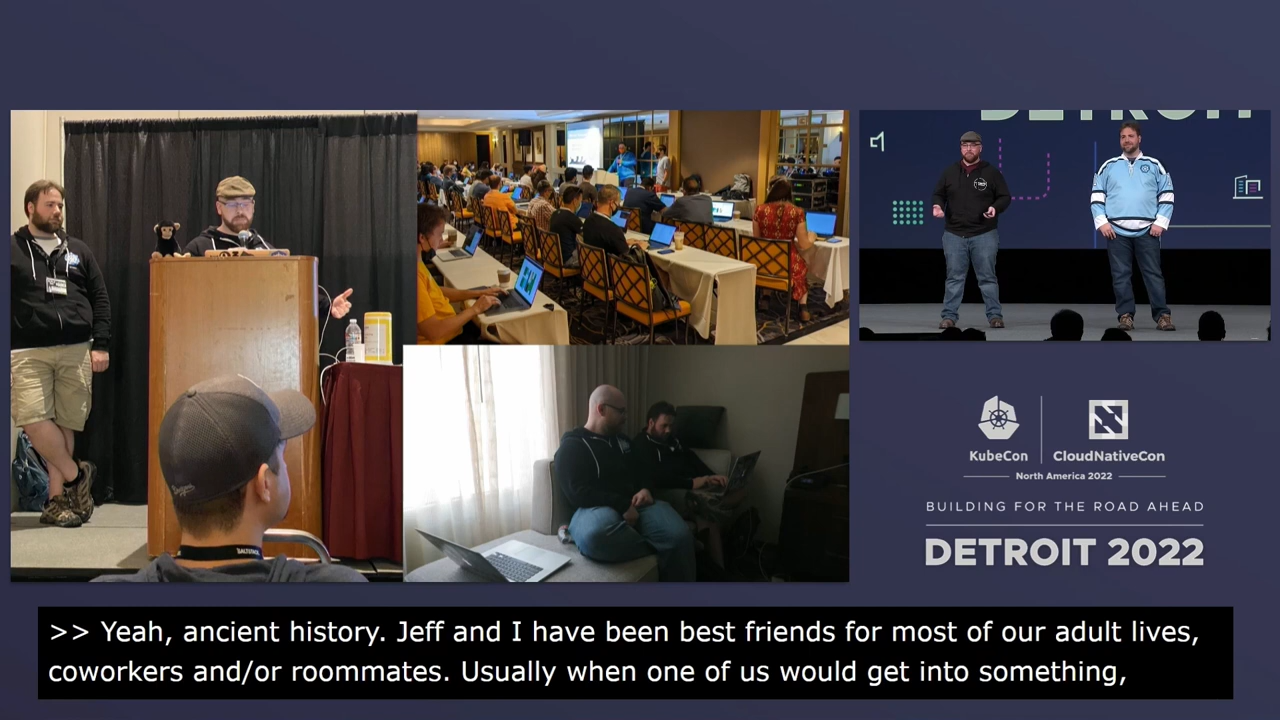 DETROIT
KubeCon
CloudNativeCon
North America 2022
BUILDING FOR THE ROAD AHEAD
DETROIT 2022
>> Yeah, ancient history. Jeff and I have been best friends for most of our adult lives,
coworkers and/or roommates. Usually when one of us would get into something,